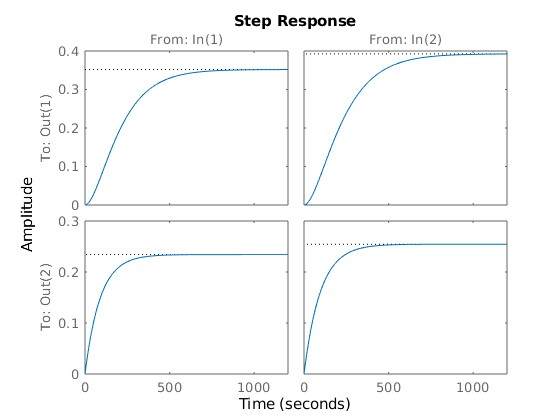 Step Response
From: In(1)
From: In(2)
Amplitude
To: Out(1)
0.4
0.3
0.2
0.1
0
To: Out(2)
0.3
0.2
0.1
0
0
500
1000
0
500
1000
Time (seconds)